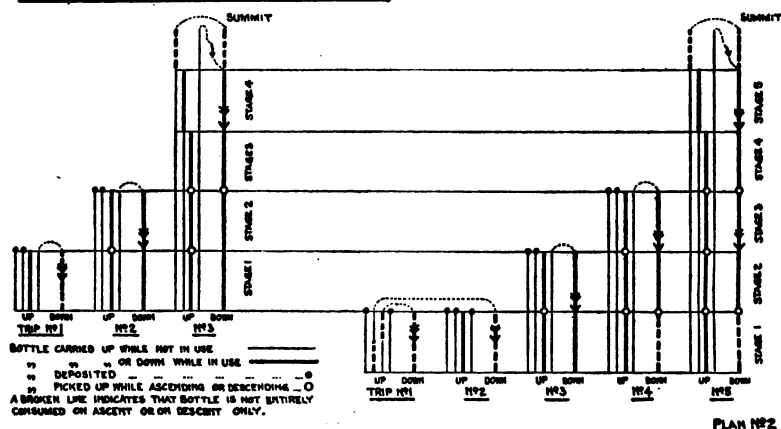 SUMMIT
SUMMIT
STAGE 4
STAGE 3
STAGE 2
STAGE 1
STAGE 5
STAGE 4
STAGE 3
STAGE 2
STAGE 1
UP DOWN
TRIP Nº1
UP DOWN
Nº2
UP DOWN
Nº3
BOTTLE CARRIED UP WHILE NOT IN USE
„ „ „ OR DOWN WHILE IN USE
„ DEPOSITED
„ PICKED UP WHILE ASCENDING OR DESCENDING
A BROKEN LINE INDICATES THAT BOTTLE IS NOT ENTIRELY
CONSUMED ON ASCENT OR ON DESCENT ONLY.
UP DOWN
TRIP Nº1
UP DOWN
Nº2
UP DOWN
Nº3
UP DOWN
Nº4
UP DOWN
Nº5
PLAN Nº2